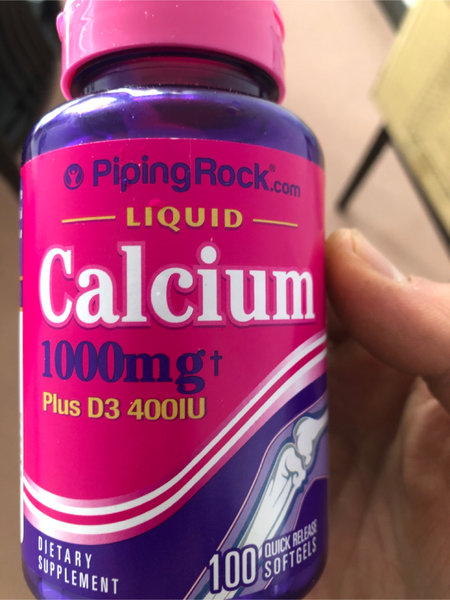 PipingRock®.com
LIQUID
Calcium
1000mg†
Plus D3 400IU
DIETARY
SUPPLEMENT
100 QUICK RELEASE
SOFTGELS